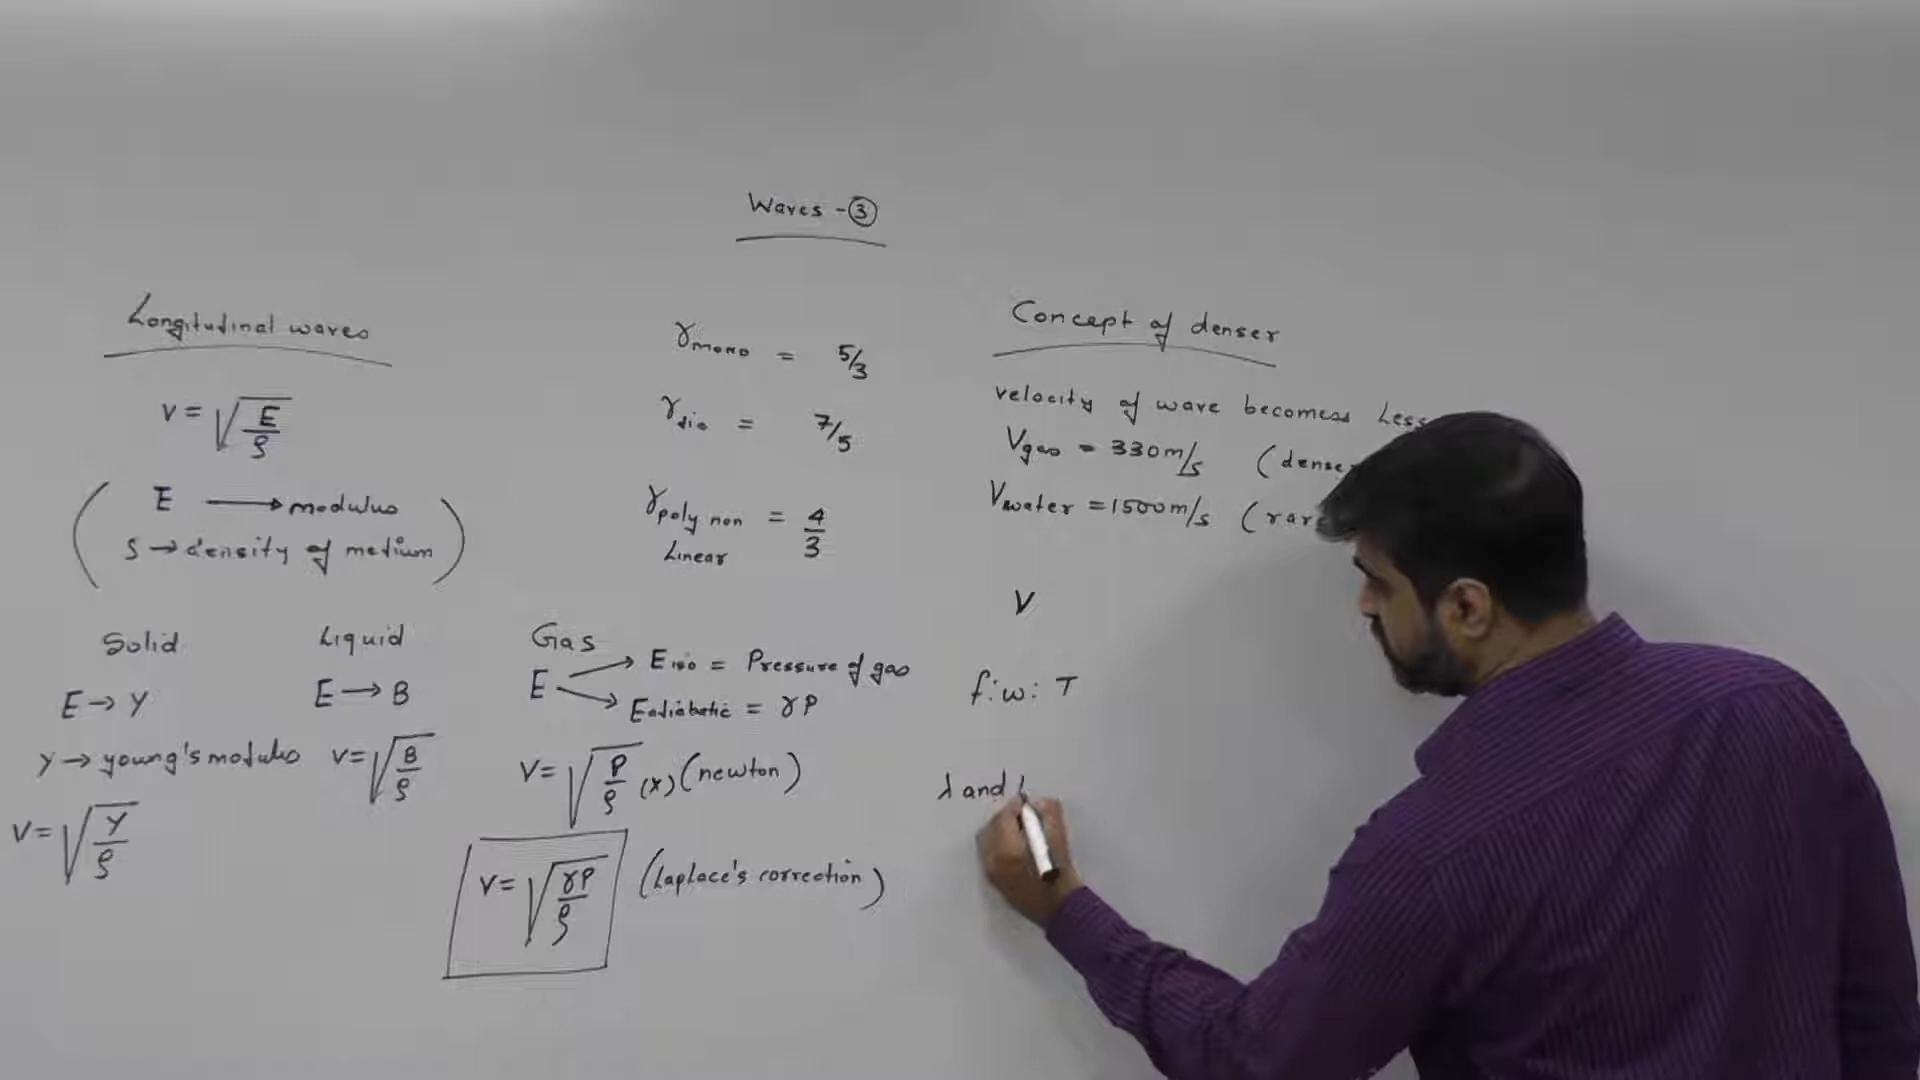 Waves - ③
Longitudinal waves
v = √(E/ρ)
E → modulus
ρ → density of medium
Solid
E → Y
Y → young's modulus
v = √(Y/ρ)
Liquid
E → B
v = √(B/ρ)
γmono = 5/3
γdia = 7/5
γpoly non Linear = 4/3
Gas
E → Eiso = Pressure of gas
→ Eadiabatic = γP
v = √(P/ρ) (x) (newton)
v = √(γP/ρ) (Laplace's correction)
Concept of denser
velocity of wave becomes Less
Vgas = 330m/s (dense
Vwater = 1500m/s (rare
V
f : w : T
λ and